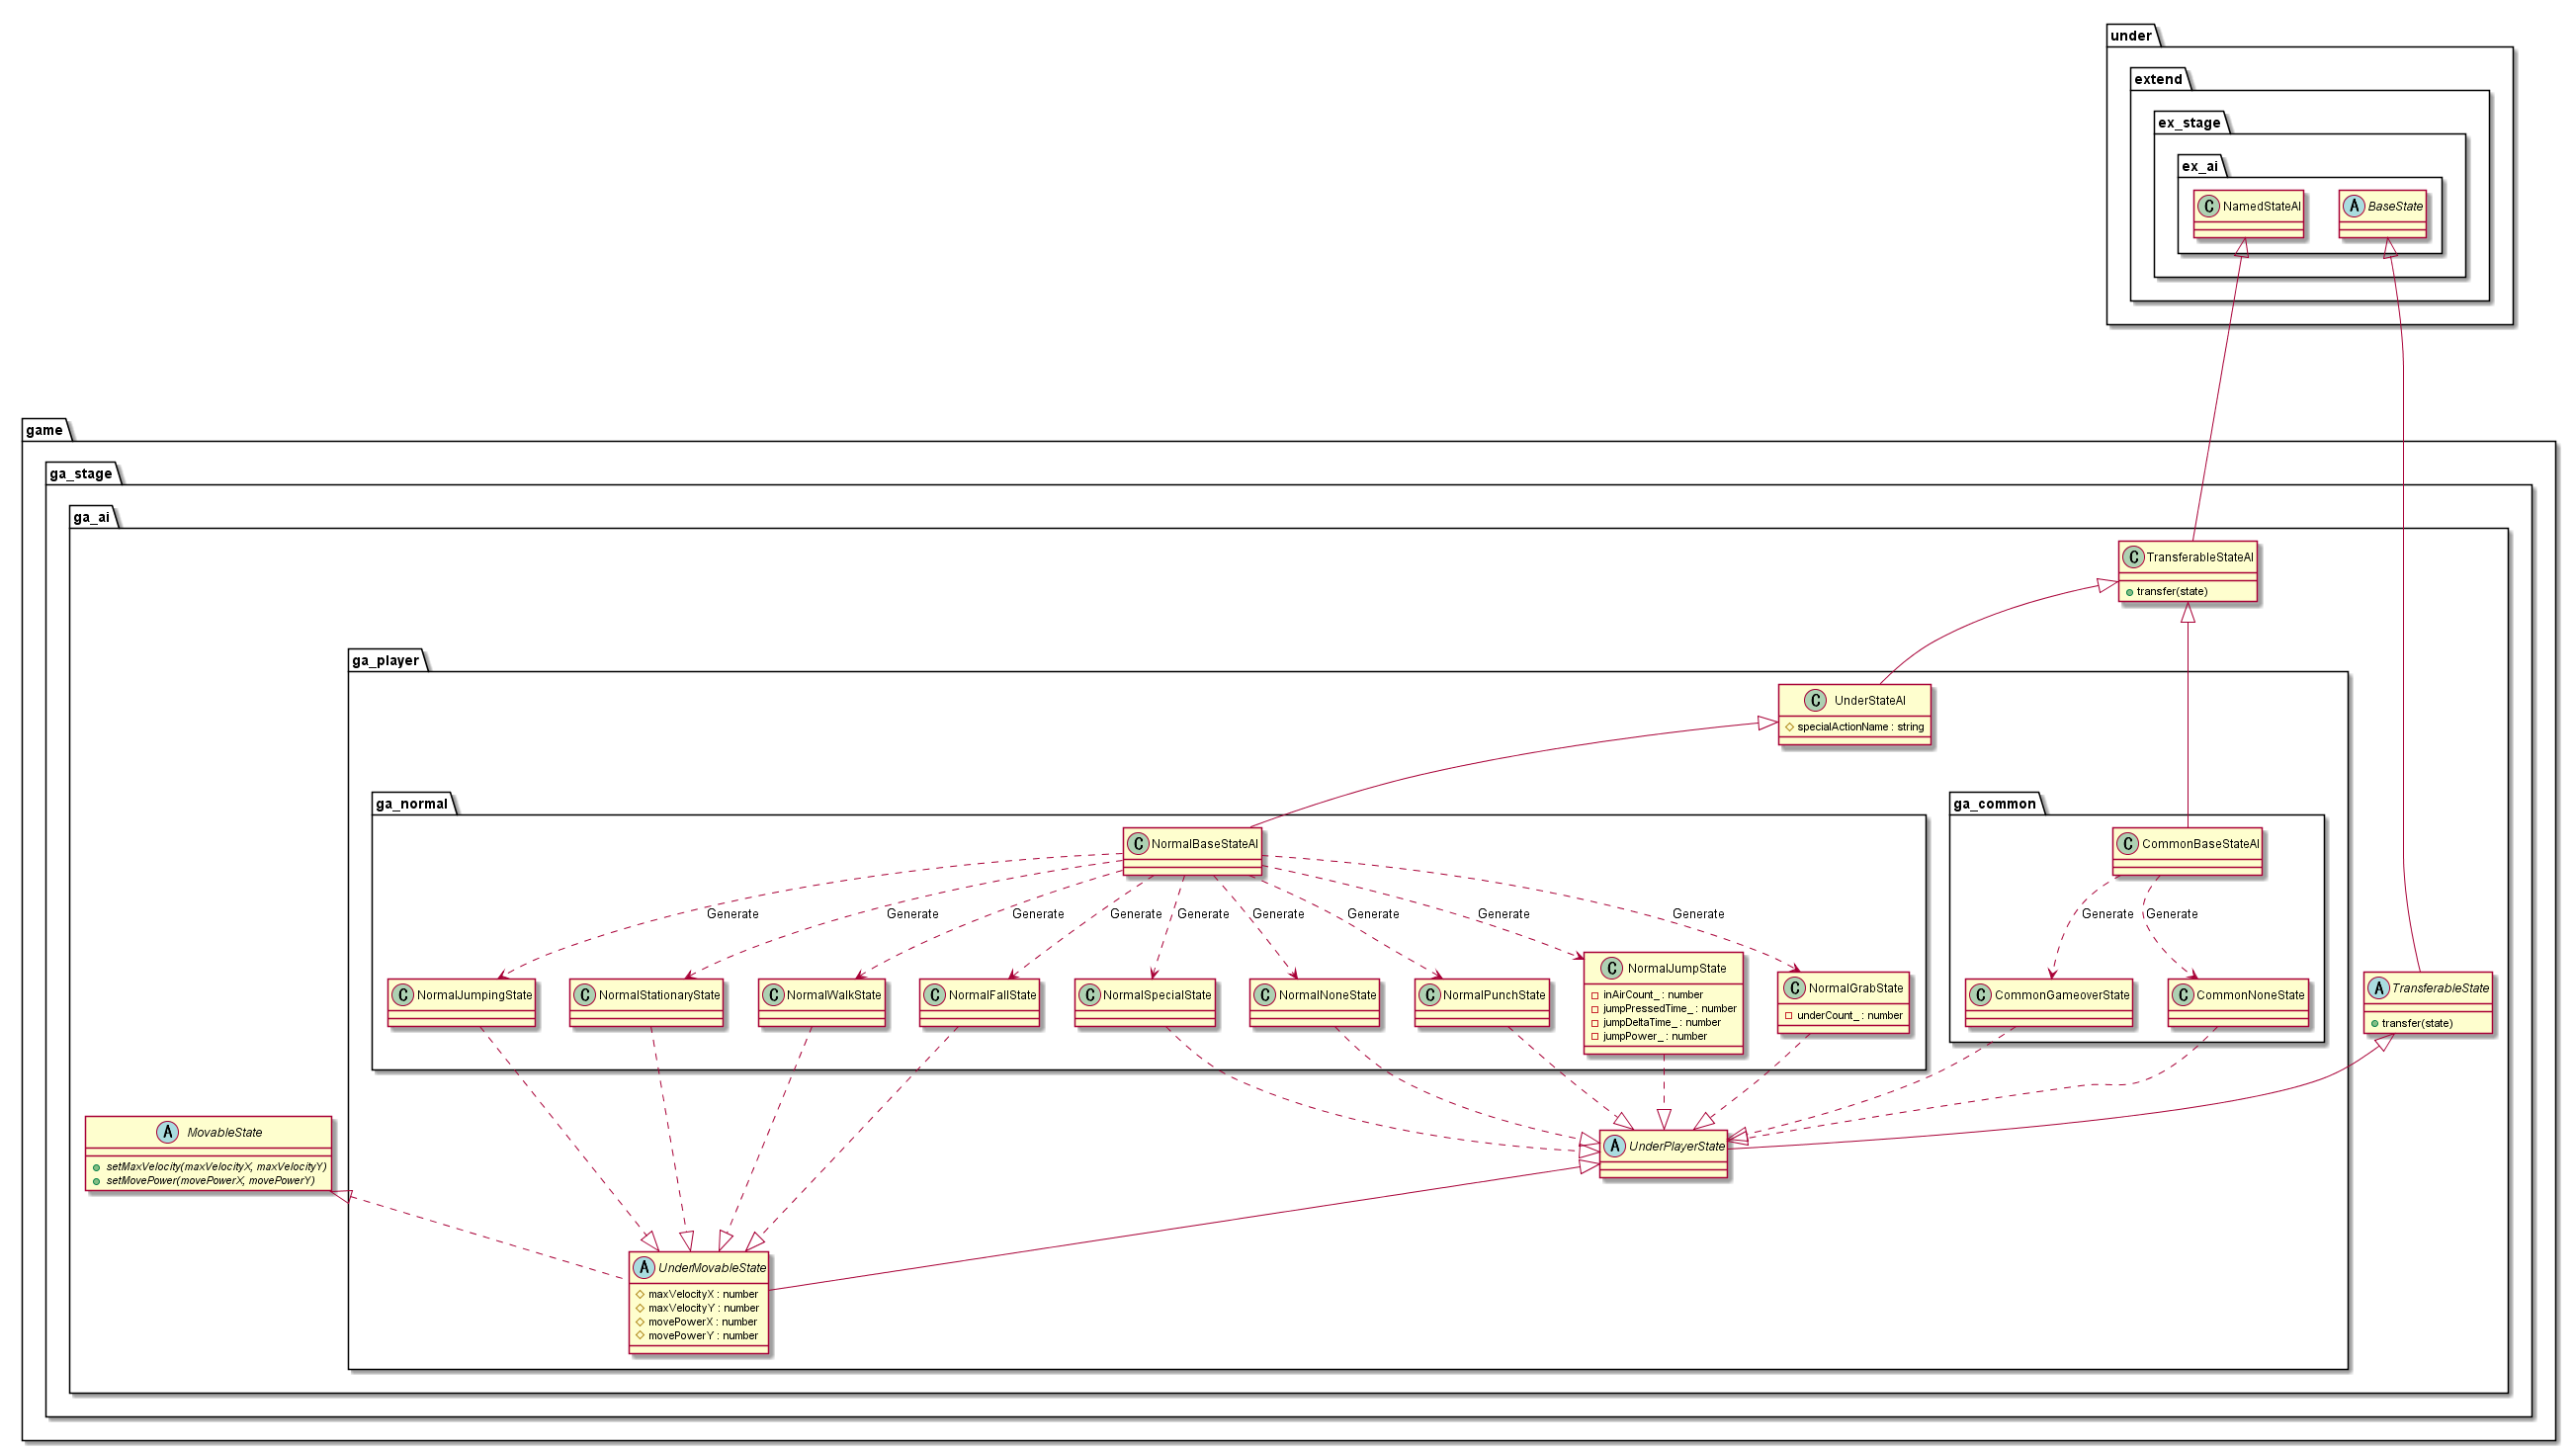 under
extend
ex_stage
ex_ai
C NamedStateAI
A BaseState
game
ga_stage
ga_ai
C TransferableStateAI
transfer(state)
ga_player
C UnderStateAI
specialActionName : string
ga_normal
ga_common
C NormalBaseStateAI
C CommonBaseStateAI
Generate
Generate
Generate
Generate
Generate
Generate
Generate
Generate
Generate
Generate
Generate
C NormalJumpingState
C NormalStationaryState
C NormalWalkState
C NormalFallState
C NormalSpecialState
C NormalNoneState
C NormalPunchState
C NormalJumpState
inAirCount_ : number
jumpPressedTime_ : number
jumpDeltaTime_ : number
jumpPower_ : number
C NormalGrabState
underCount_ : number
C CommonGameoverState
C CommonNoneState
A TransferableState
transfer(state)
A MovableState
setMaxVelocity(maxVelocityX, maxVelocityY)
setMovePower(movePowerX, movePowerY)
A UnderPlayerState
A UnderMovableState
maxVelocityX : number
maxVelocityY : number
movePowerX : number
movePowerY : number